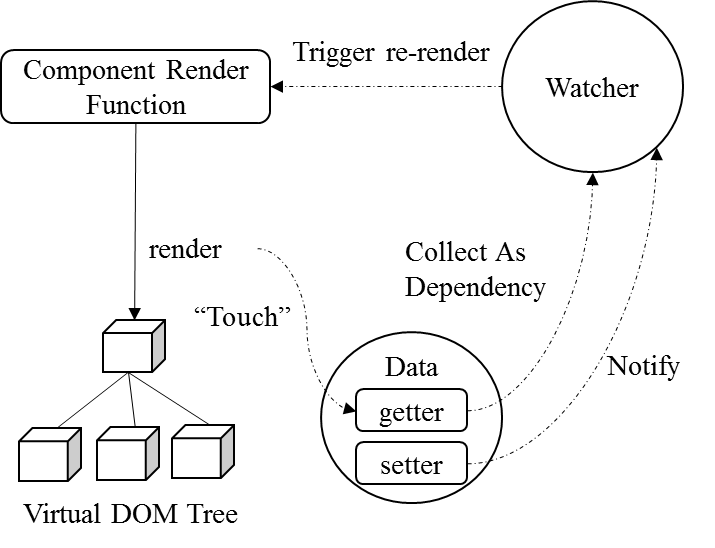 Trigger re-render
Component Render
Function
Watcher
render
Collect As
Dependency
“Touch”
Data
Notify
getter
setter
Virtual DOM Tree